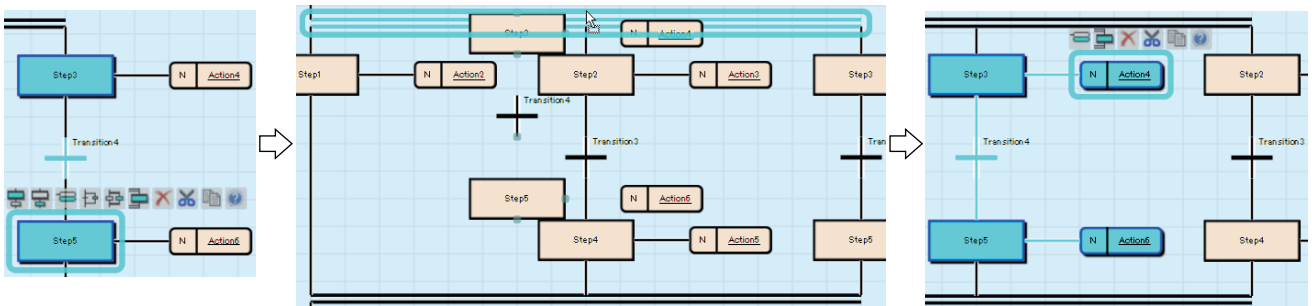 Step3
N
Action4
Transition4
Step5
N
Action6
Step3
N
Action4
Step1
N
Action2
Step2
N
Action3
Step3
Transition4
Transition3
Step5
N
Action6
Step4
N
Action5
Step5
Step3
N
Action4
Step2
Transition4
Transition3
Step5
N
Action6
Step4